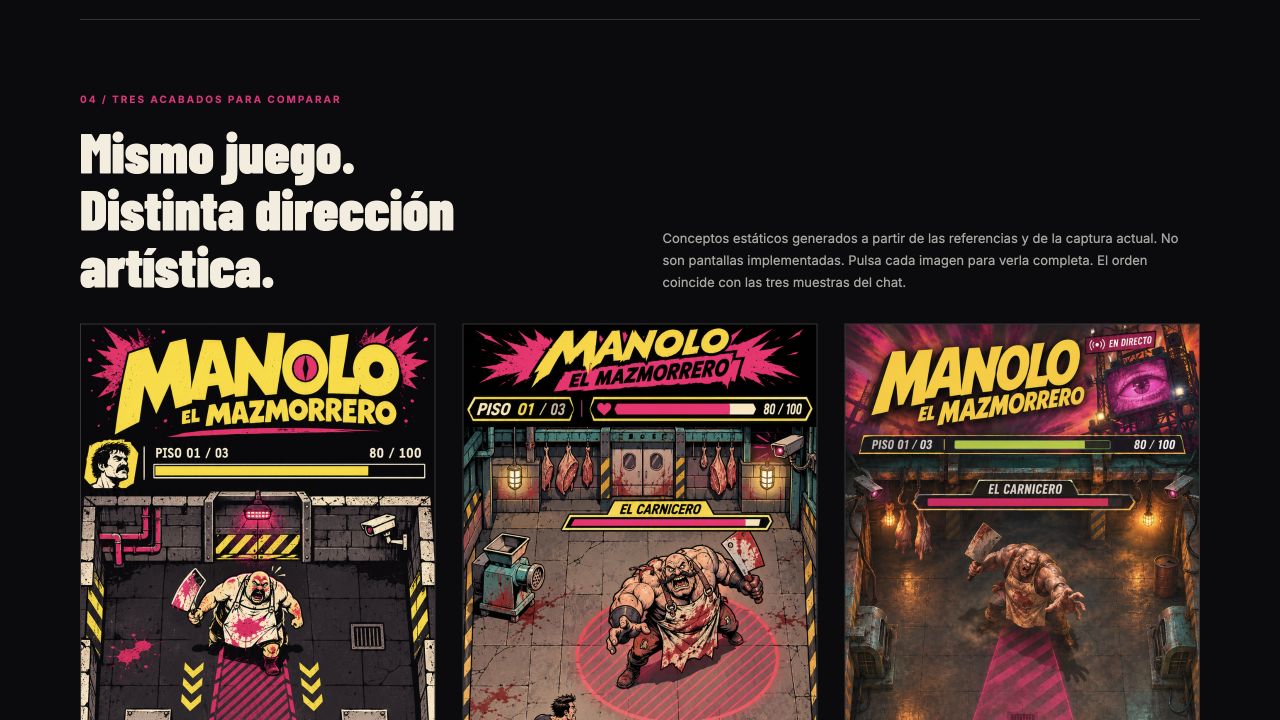 04 / TRES ACABADOS PARA COMPARAR
Mismo juego.
Distinta dirección
artística.
Conceptos estáticos generados a partir de las referencias y de la captura actual. No
son pantallas implementadas. Pulsa cada imagen para verla completa. El orden
coincide con las tres muestras del chat.
MANOLO
EL MAZMORRERO
PISO 01 / 03
80 / 100
MANOLO
EL MAZMORRERO
PISO 01 / 03
80 / 100
EL CARNICERO
EN DIRECTO
MANOLO
EL MAZMORRERO
PISO 01 / 03
80 / 100
EL CARNICERO